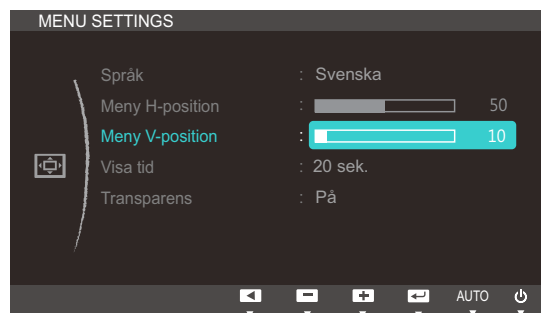 MENU SETTINGS
Språk : Svenska
Meny H-position : 50
Meny V-position : 10
Visa tid : 20 sek.
Transparens : På
AUTO